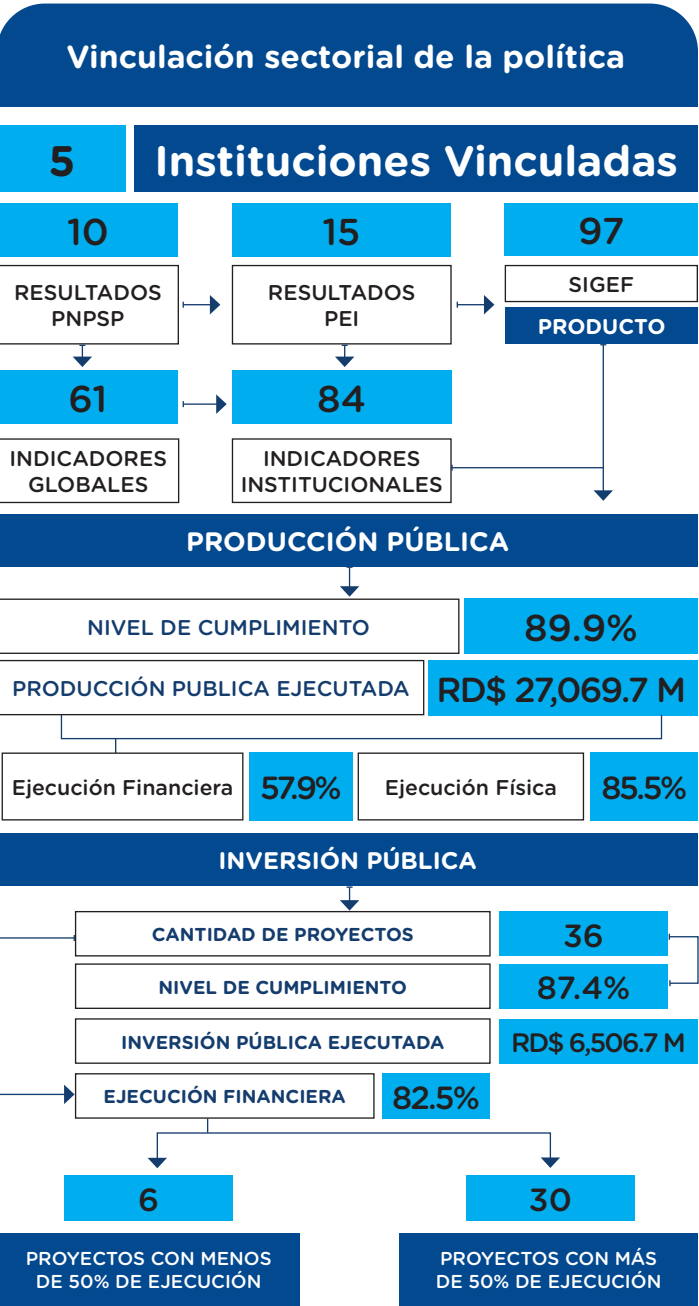 Vinculación sectorial de la política
5 Instituciones Vinculadas
10
15
97
RESULTADOS
PNPSP
RESULTADOS
PEI
SIGEF
PRODUCTO
61
84
INDICADORES
GLOBALES
INDICADORES
INSTITUCIONALES
PRODUCCIÓN PÚBLICA
NIVEL DE CUMPLIMIENTO
89.9%
PRODUCCIÓN PUBLICA EJECUTADA
RD$ 27,069.7 M
Ejecución Financiera
57.9%
Ejecución Física
85.5%
INVERSIÓN PÚBLICA
CANTIDAD DE PROYECTOS
36
NIVEL DE CUMPLIMIENTO
87.4%
INVERSIÓN PÚBLICA EJECUTADA
RD$ 6,506.7 M
EJECUCIÓN FINANCIERA
82.5%
6
30
PROYECTOS CON MENOS
DE 50% DE EJECUCIÓN
PROYECTOS CON MÁS
DE 50% DE EJECUCIÓN